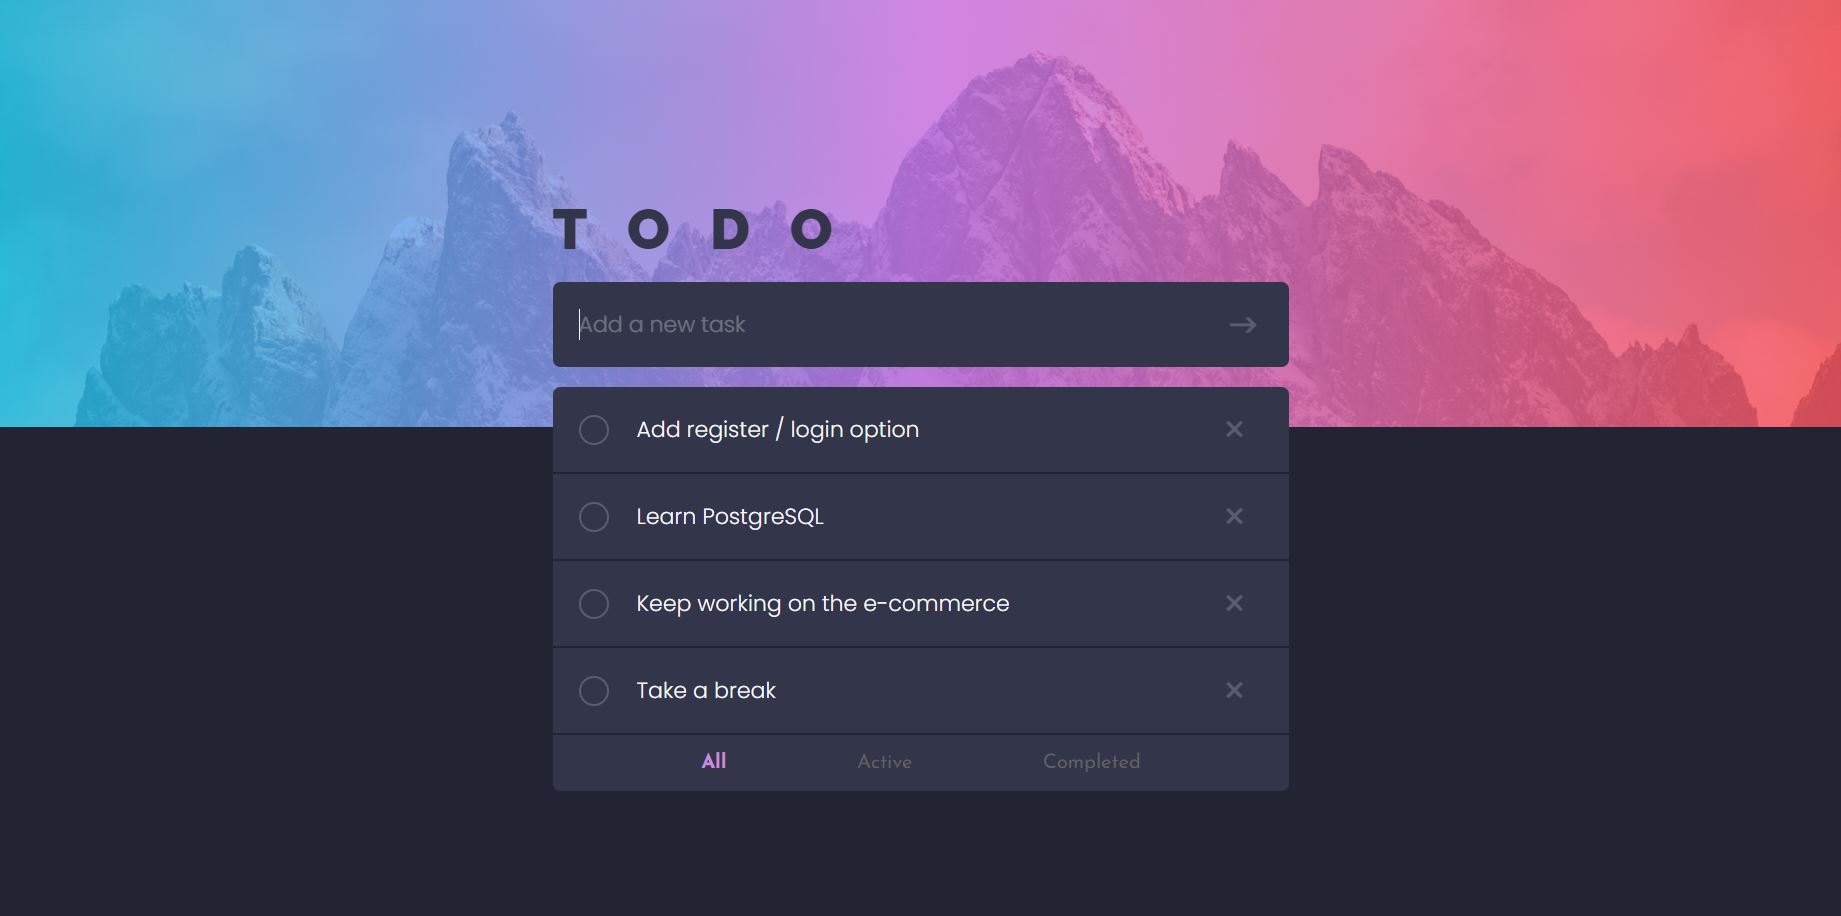 T O D O
Add a new task
Add register / login option
Learn PostgreSQL
Keep working on the e-commerce
Take a break
All Active Completed